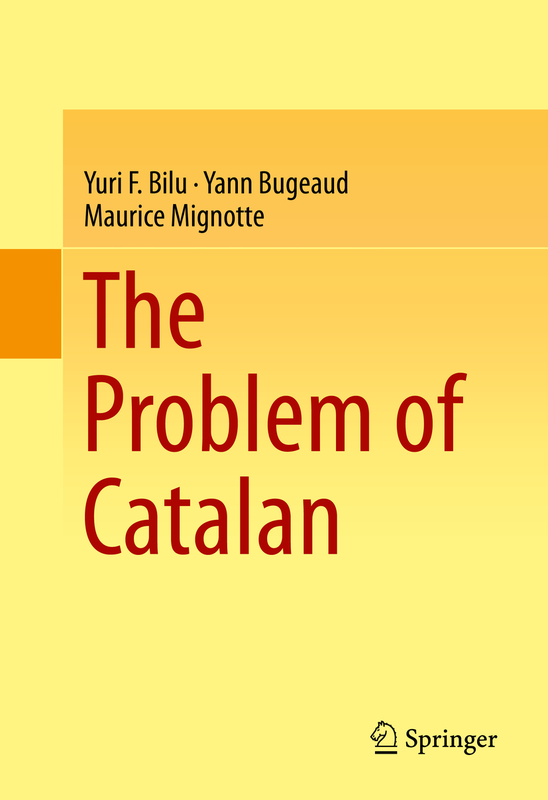 Yuri F. Bilu · Yann Bugeaud
Maurice Mignotte
The
Problem of
Catalan
Springer